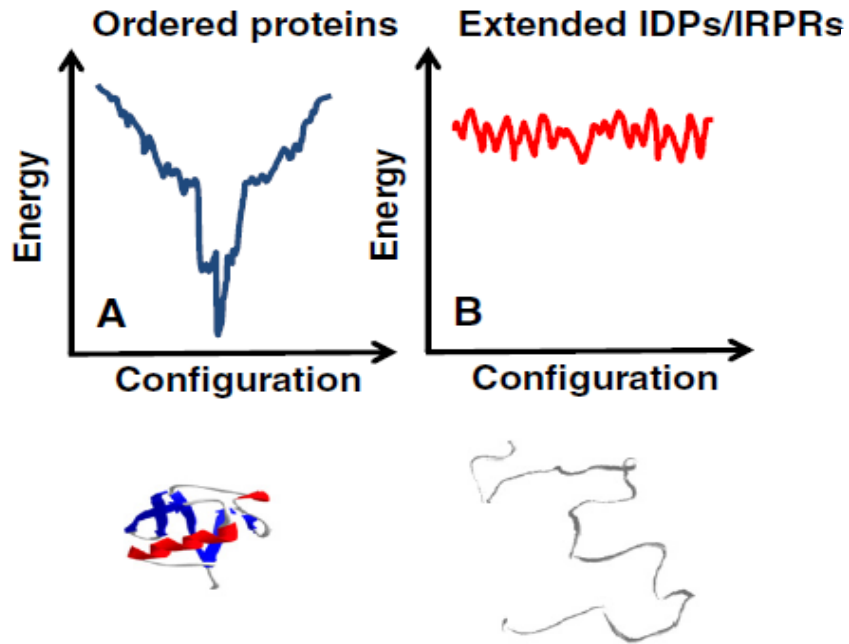 Ordered proteins
Extended IDPs/IRPRs
Energy
A
Configuration
Energy
B
Configuration